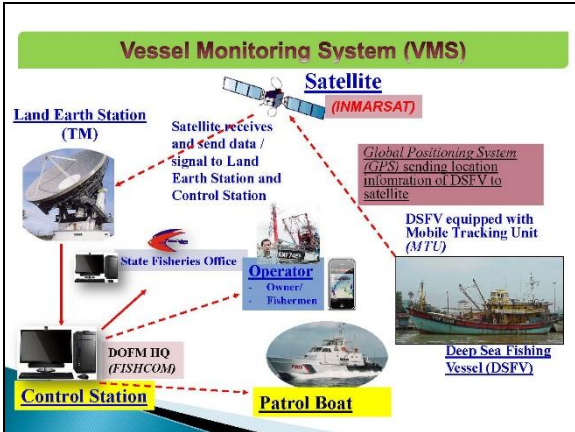 Vessel Monitoring System (VMS)
Satellite
(INMARSAT)
Land Earth Station
(TM)
Satellite receives
and send data /
signal to Land
Earth Station and
Control Station
Global Positioning System
(GPS) sending location
infomration of DSFV to
satellite
DSFV equipped with
Mobile Tracking Unit
(MTU)
State Fisheries Office
Operator
- Owner/
- Fishermen
Deep Sea Fishing
Vessel (DSFV)
DOFM HQ
(FISHCOM)
Control Station
Patrol Boat